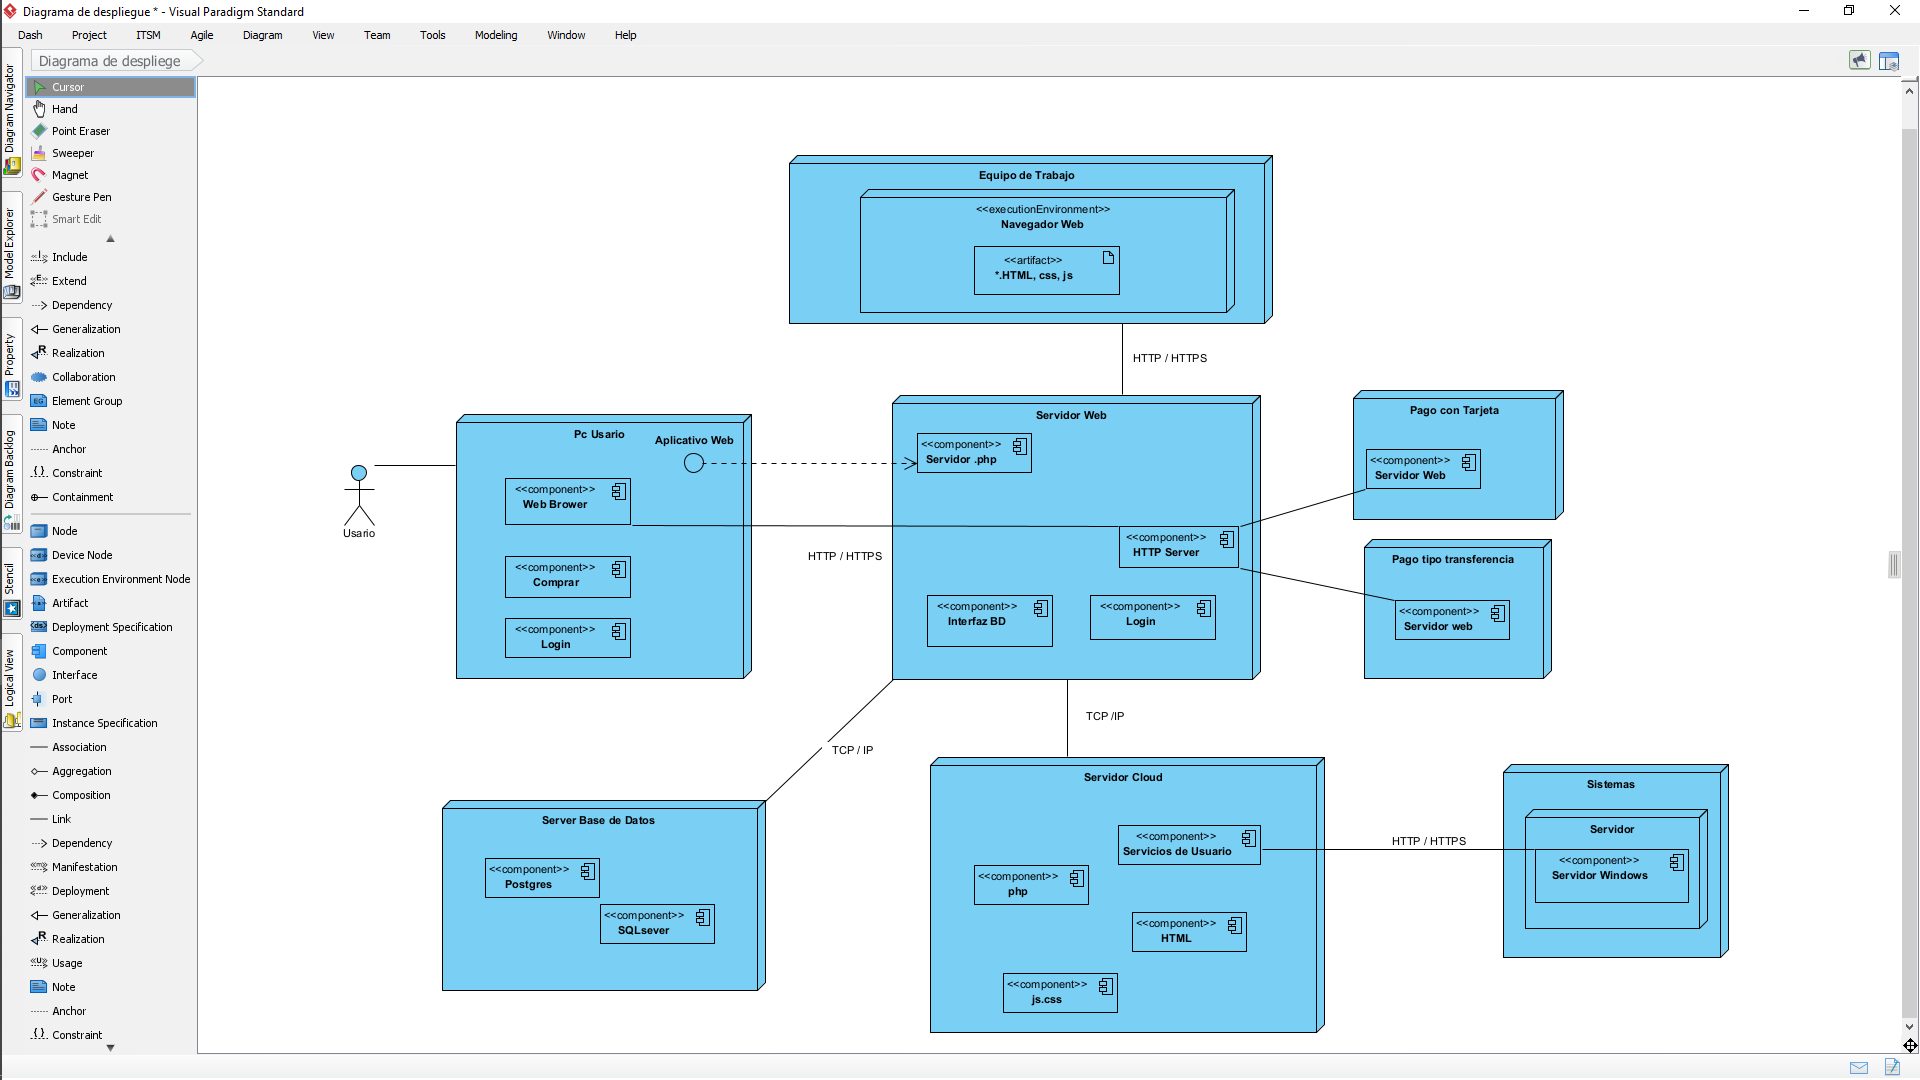 Diagrama de despliegue * - Visual Paradigm Standard
Dash Project ITSM Agile Diagram View Team Tools Modeling Window Help
Diagrama de despliege
Diagram Navigator
Model Explorer
Property
Diagram Backlog
Stencil
Logical View
Cursor
Hand
Point Eraser
Sweeper
Magnet
Gesture Pen
Smart Edit
Include
Extend
Dependency
Generalization
Realization
Collaboration
Element Group
Note
Anchor
Constraint
Containment
Node
Device Node
Execution Environment Node
Artifact
Deployment Specification
Component
Interface
Port
Instance Specification
Association
Aggregation
Composition
Link
Dependency
Manifestation
Deployment
Generalization
Realization
Usage
Note
Anchor
Constraint
Equipo de Trabajo
<<executionEnvironment>>
Navegador Web
<<artifact>>
*.HTML, css, js
HTTP / HTTPS
Usario
Pc Usario
Aplicativo Web
<<component>>
Web Brower
<<component>>
Comprar
<<component>>
Login
HTTP / HTTPS
Servidor Web
<<component>>
Servidor .php
<<component>>
HTTP Server
<<component>>
Interfaz BD
<<component>>
Login
Pago con Tarjeta
<<component>>
Servidor Web
Pago tipo transferencia
<<component>>
Servidor web
TCP / IP
TCP /IP
Server Base de Datos
<<component>>
Postgres
<<component>>
SQLsever
Servidor Cloud
<<component>>
Servicios de Usuario
<<component>>
php
<<component>>
HTML
<<component>>
js.css
HTTP / HTTPS
Sistemas
Servidor
<<component>>
Servidor Windows